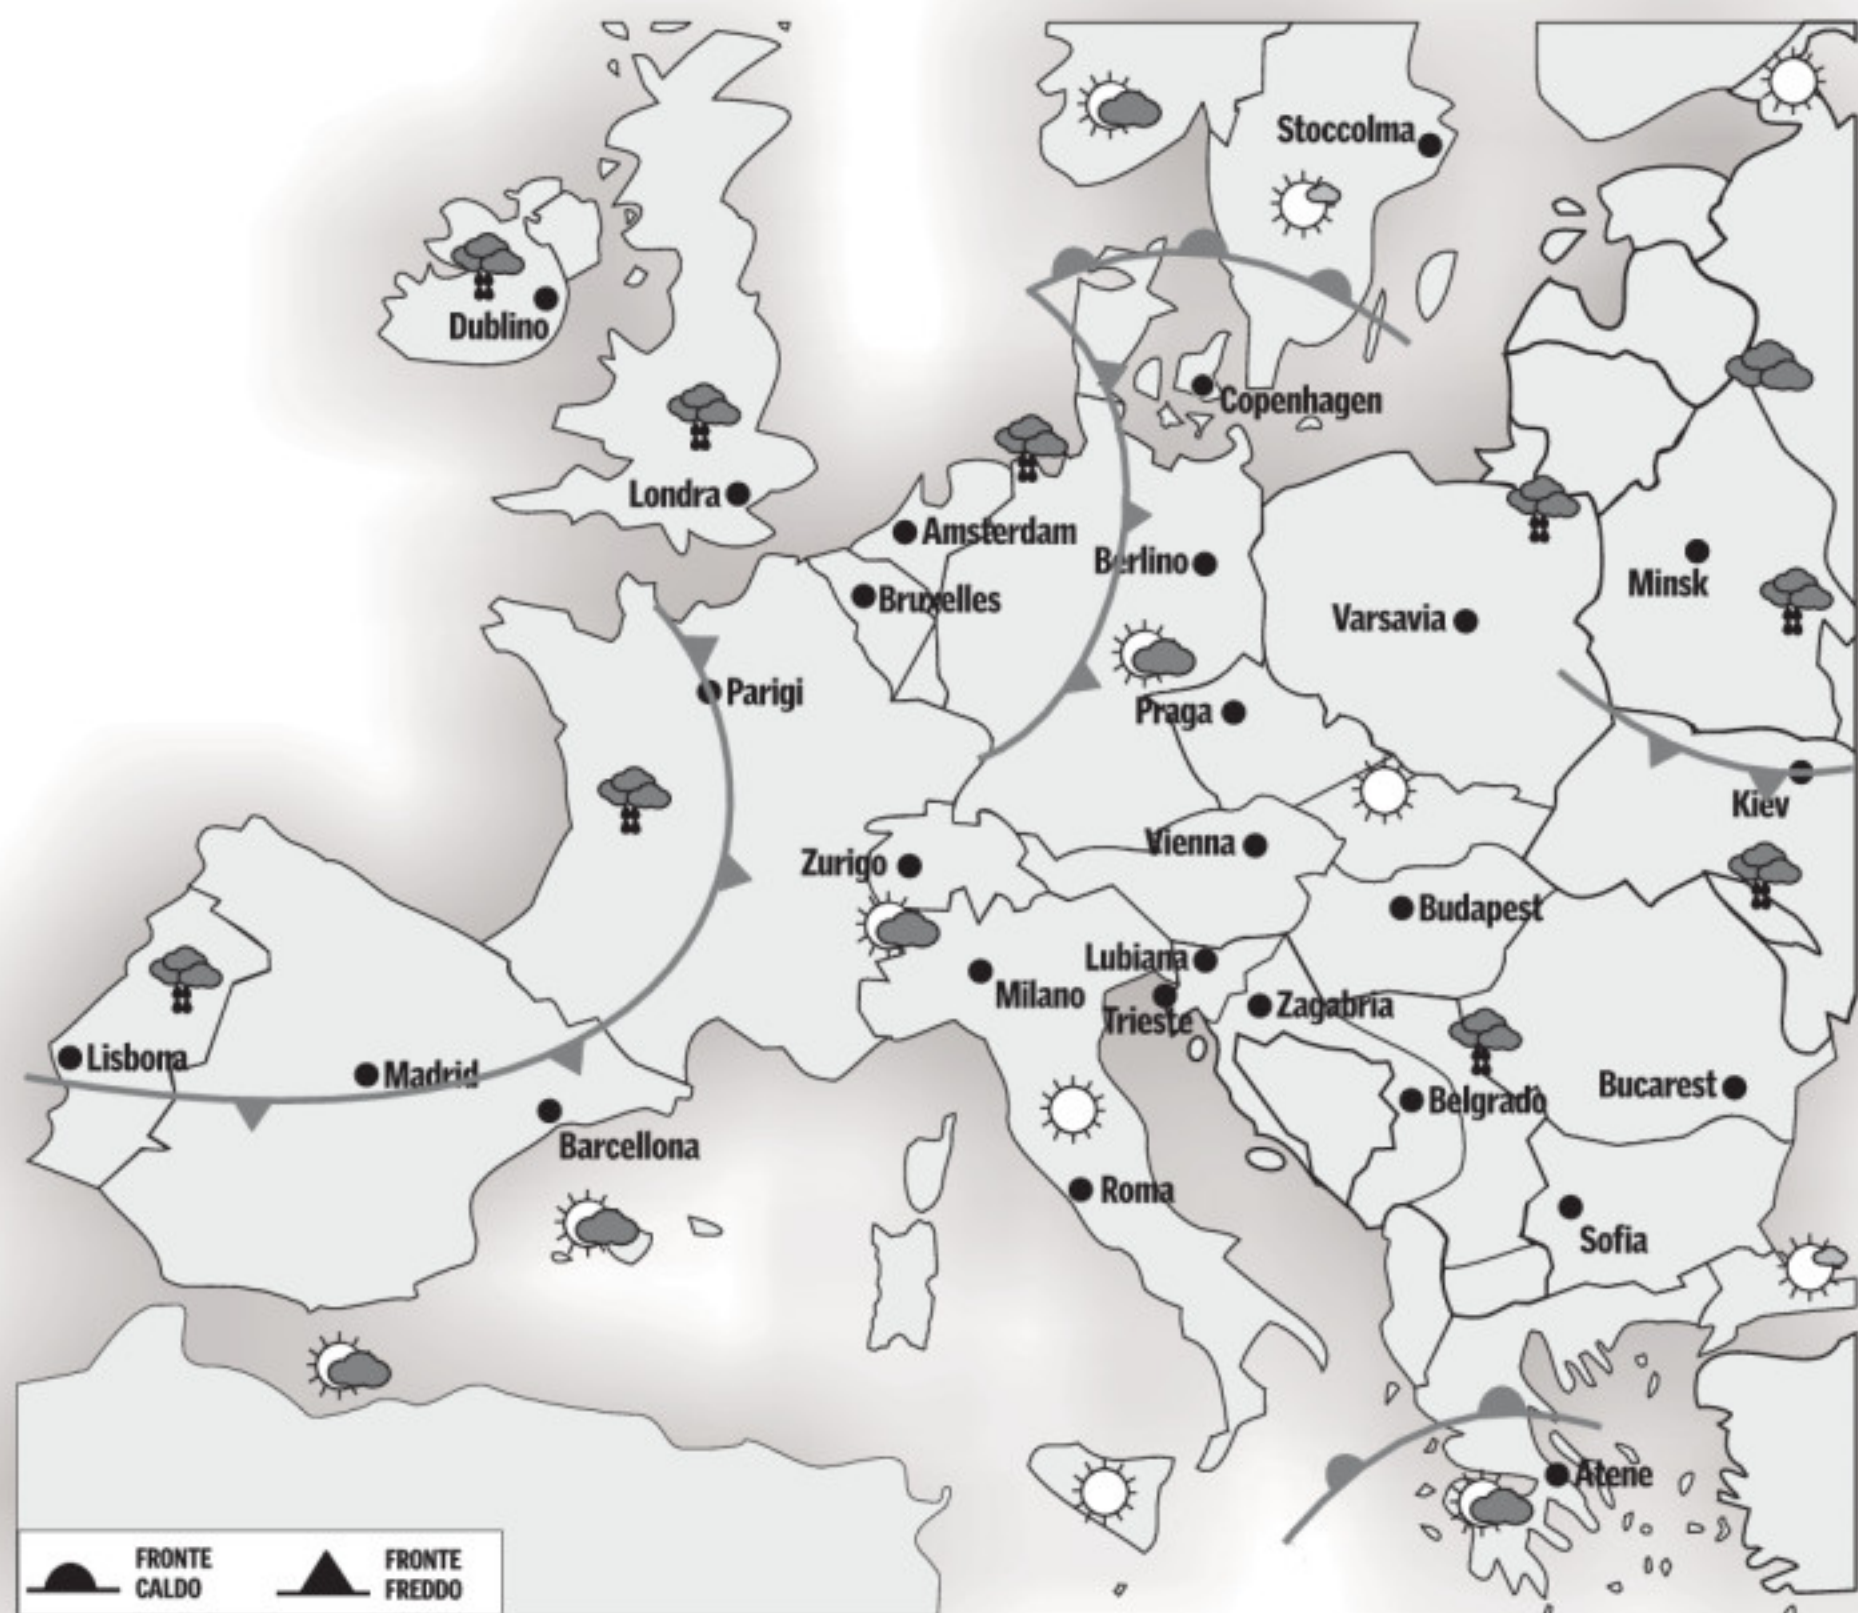 Stoccolma
Dublino
Copenhagen
Londra
Amsterdam
Berlino
Bruxelles
Minsk
Varsavia
Parigi
Praga
Kiev
Vienna
Zurigo
Budapest
Lubiana
Milano
Zagabria
Trieste
Lisbona
Madrid
Bucarest
Belgrado
Barcellona
Roma
Sofia
Atene
FRONTE
CALDO
FRONTE
FREDDO